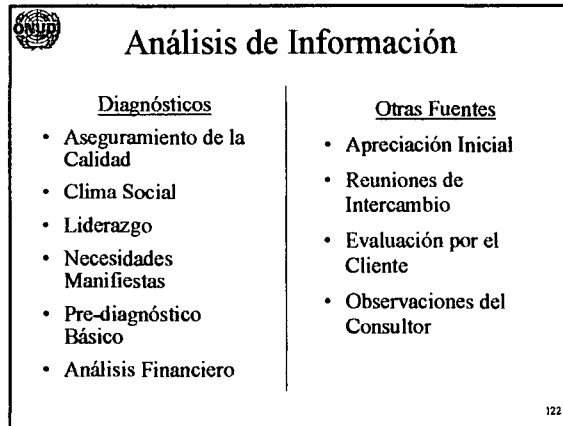 ONUDI
Análisis de Información
Diagnósticos
• Aseguramiento de la
Calidad
• Clima Social
• Liderazgo
• Necesidades
Manifiestas
• Pre-diagnóstico
Básico
• Análisis Financiero
Otras Fuentes
• Apreciación Inicial
• Reuniones de
Intercambio
• Evaluación por el
Cliente
• Observaciones del
Consultor
122